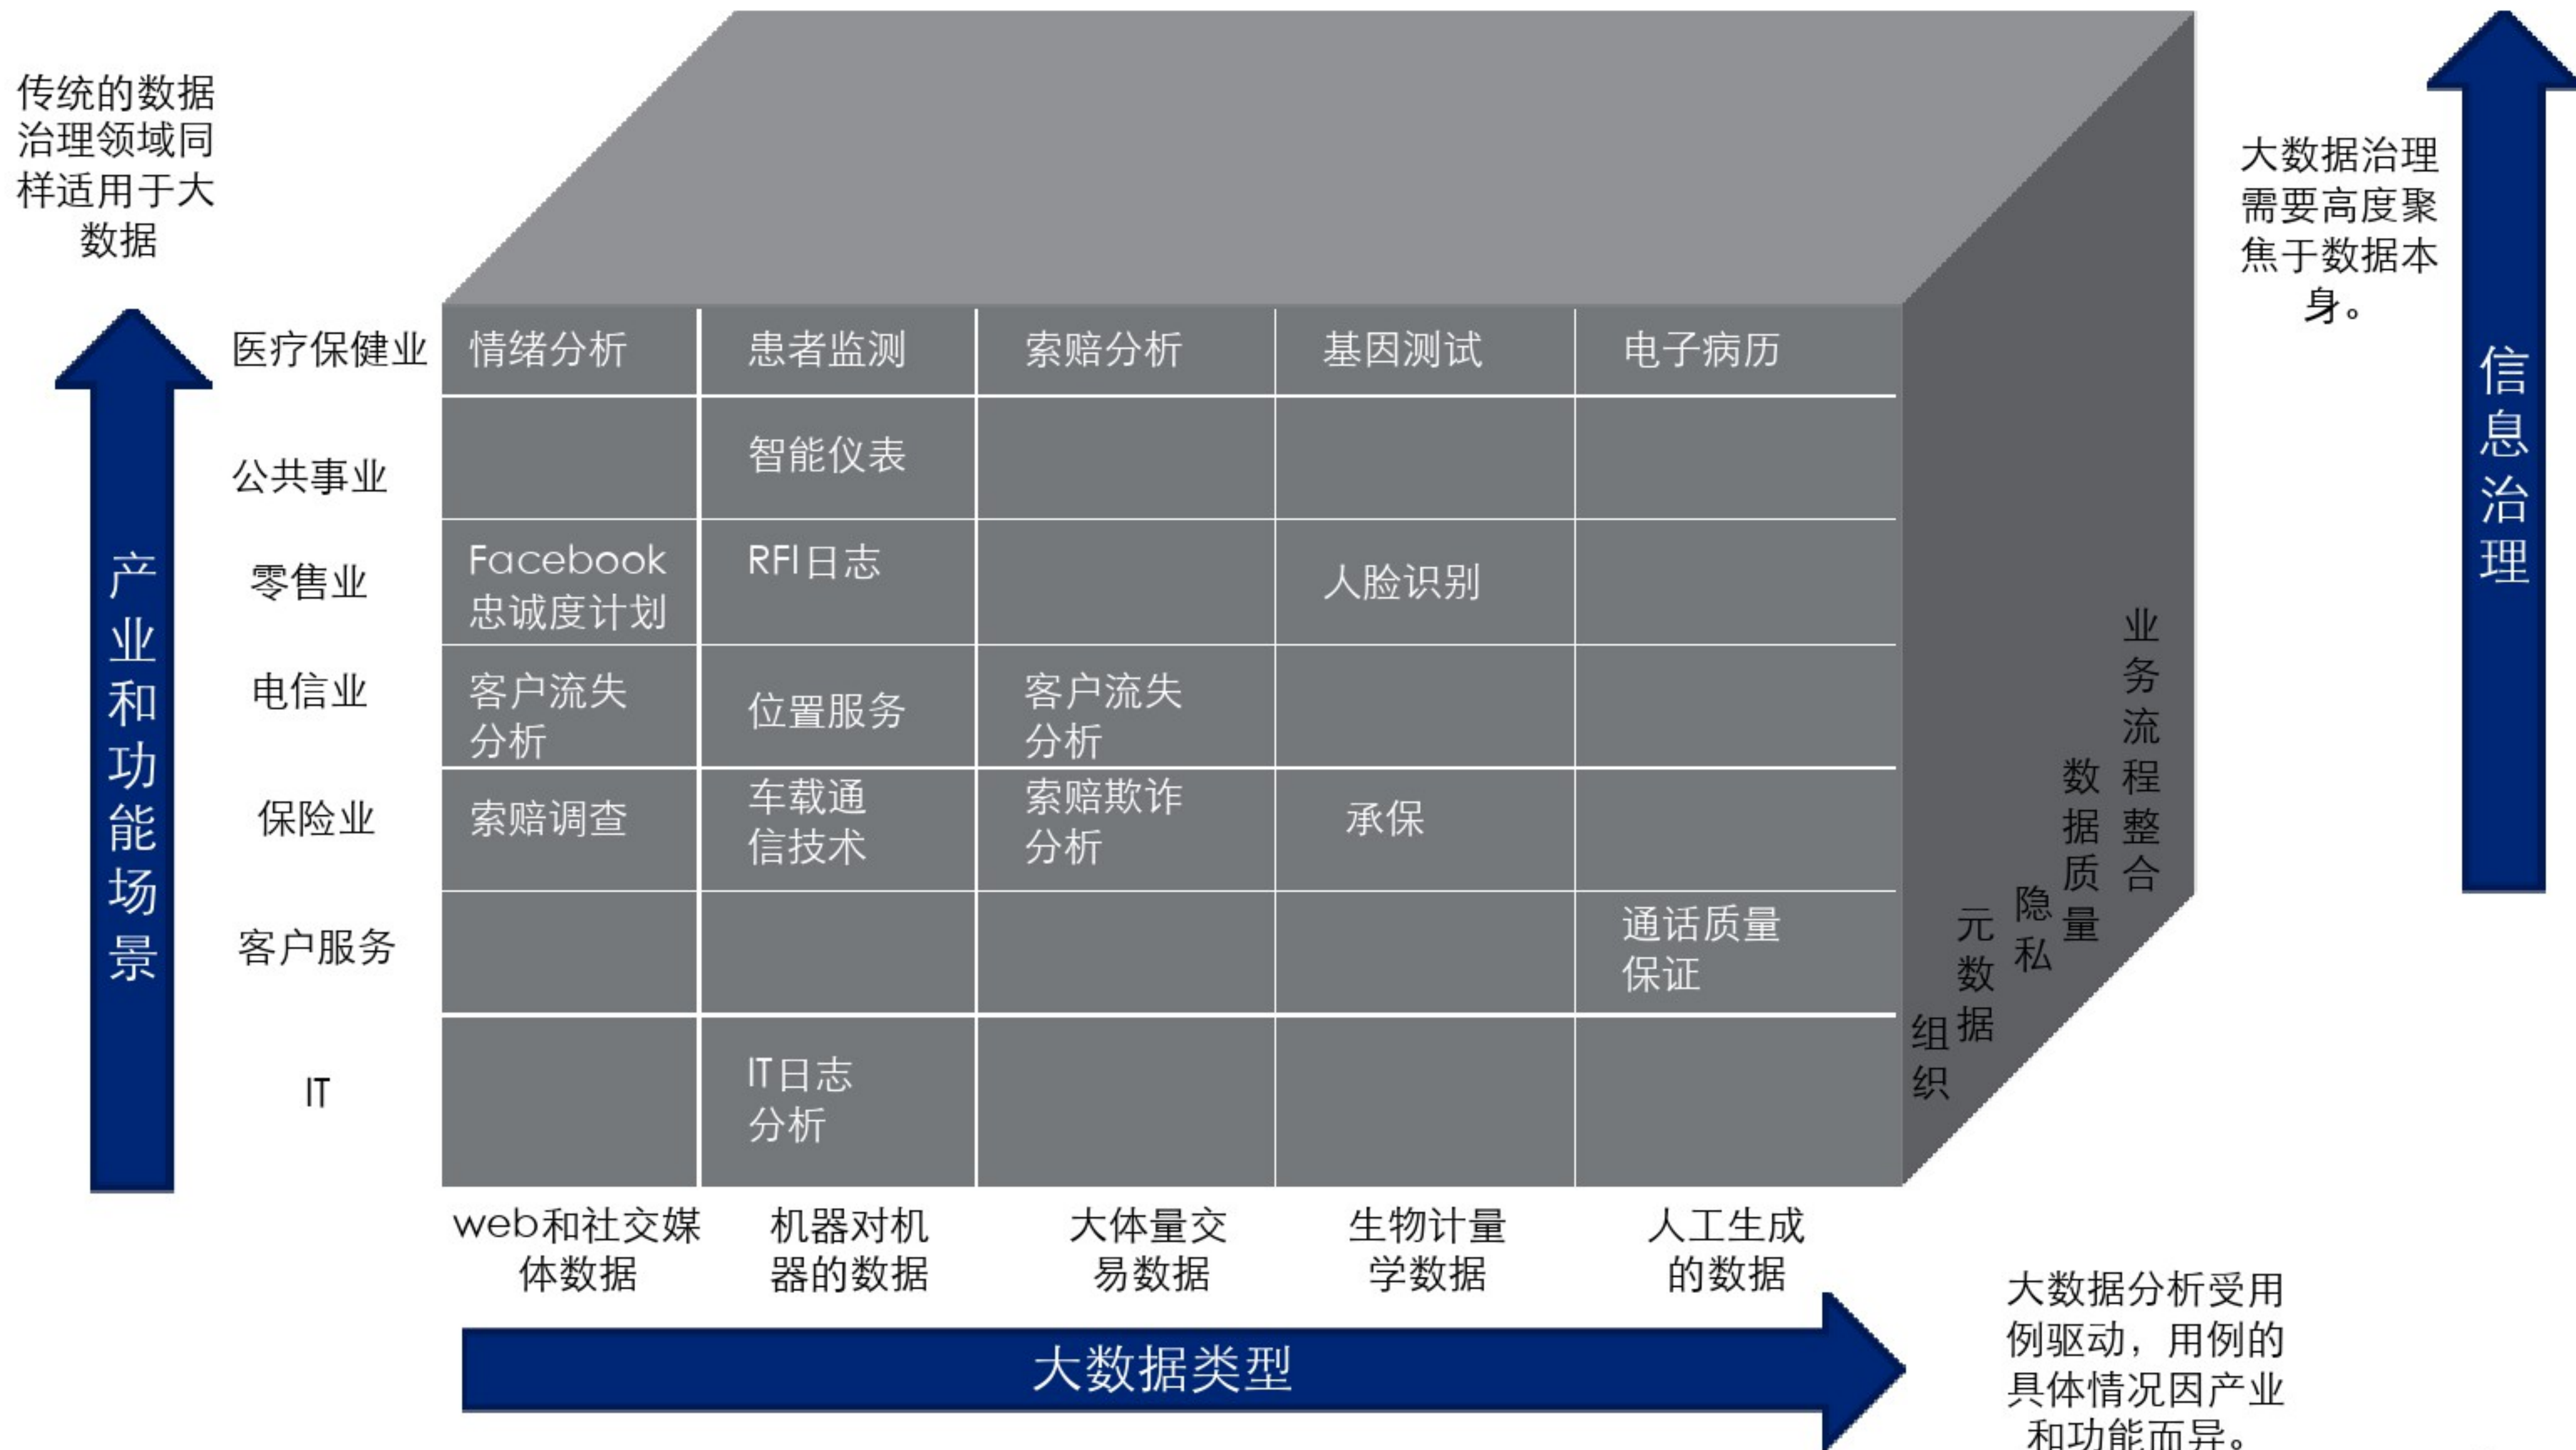 传统的数据
治理领域同
样适用于大
数据
大数据治理
需要高度聚
焦于数据本
身。
信息治理
产业和功能场景
医疗保健业
情绪分析
患者监测
索赔分析
基因测试
电子病历
公共事业
智能仪表
零售业
Facebook
忠诚度计划
RFI日志
人脸识别
电信业
客户流失
分析
位置服务
客户流失
分析
保险业
索赔调查
车载通
信技术
索赔欺诈
分析
承保
客户服务
通话质量
保证
IT
IT日志
分析
组织
元数据
隐私
数据质量
业务流程整合
web和社交媒
体数据
机器对机
器的数据
大体量交
易数据
生物计量
学数据
人工生成
的数据
大数据类型
大数据分析受用
例驱动，用例的
具体情况因产业
和功能而异。